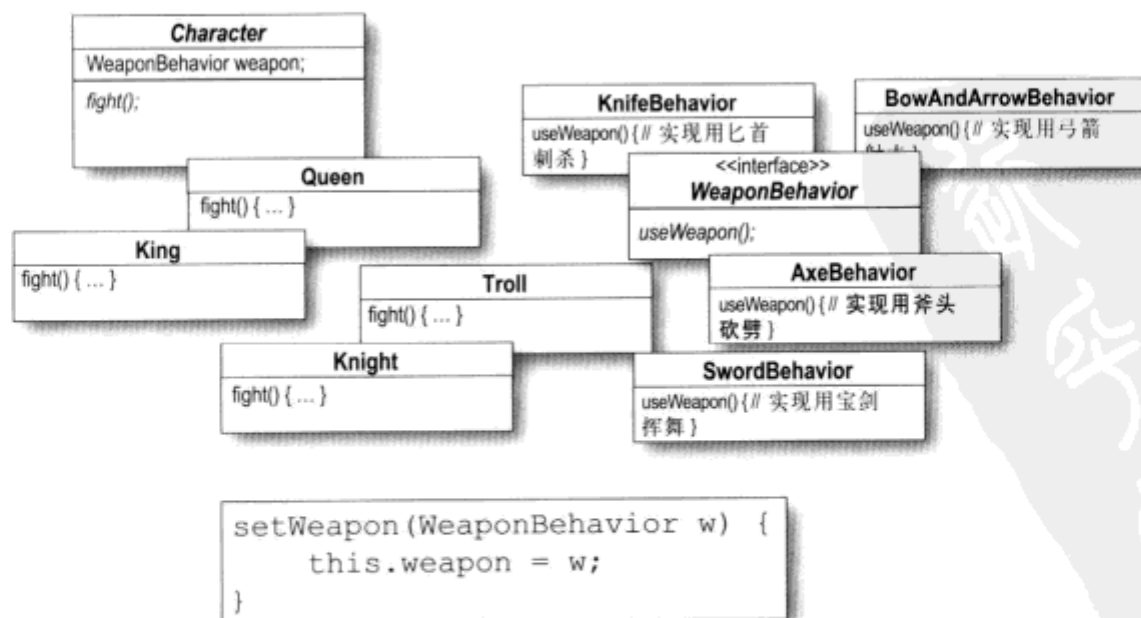 Character
WeaponBehavior weapon;
fight();
KnifeBehavior
useWeapon() { // 实现用匕首
刺杀 }
BowAndArrowBehavior
useWeapon() { // 实现用弓箭
<<interface>>
WeaponBehavior
useWeapon();
Queen
fight() { ... }
King
fight() { ... }
AxeBehavior
useWeapon() { // 实现用斧头
砍劈 }
Troll
fight() { ... }
Knight
fight() { ... }
SwordBehavior
useWeapon() { // 实现用宝剑
挥舞 }
setWeapon(WeaponBehavior w) {
this.weapon = w;
}